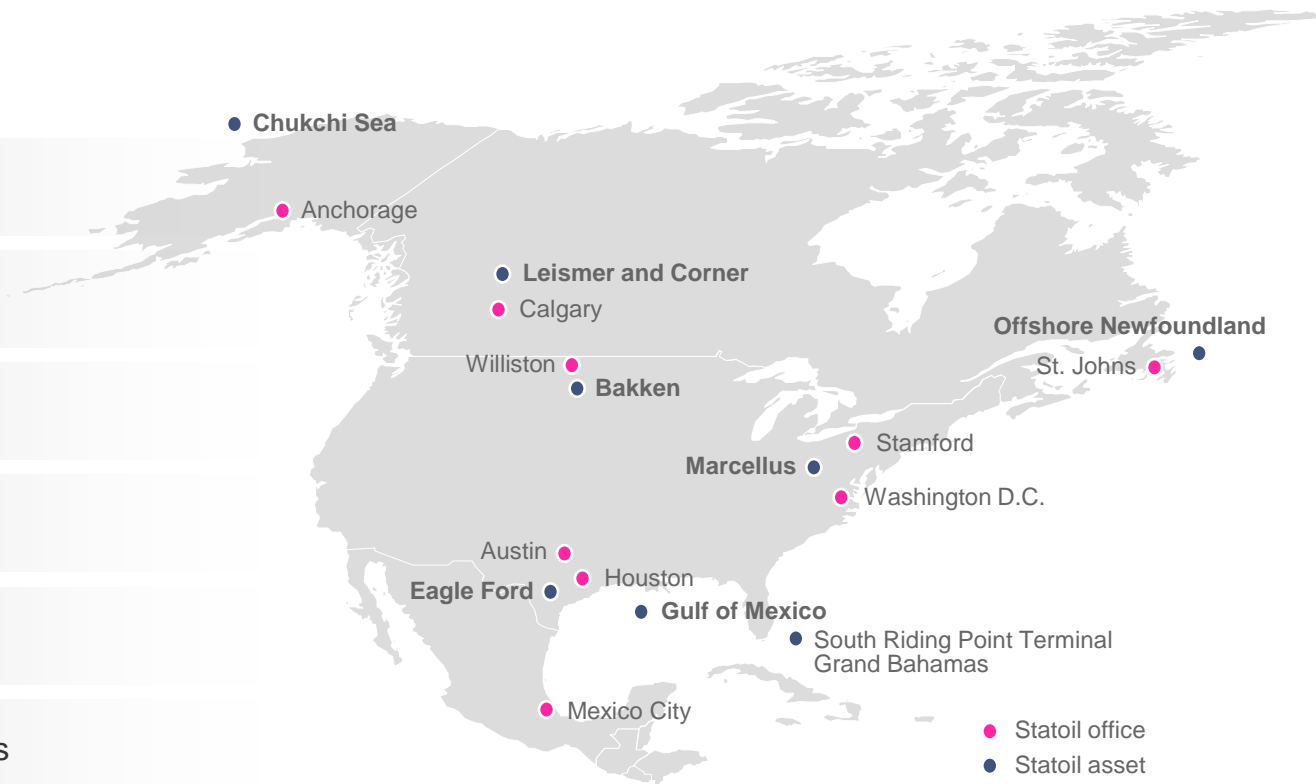 Chukchi Sea
Anchorage
Leismer and Corner
Calgary
Offshore Newfoundland
St. Johns
Williston
Bakken
Stamford
Marcellus
Washington D.C.
Austin
Houston
Eagle Ford
Gulf of Mexico
South Riding Point Terminal
Grand Bahamas
Mexico City
Statoil office
s
Statoil asset